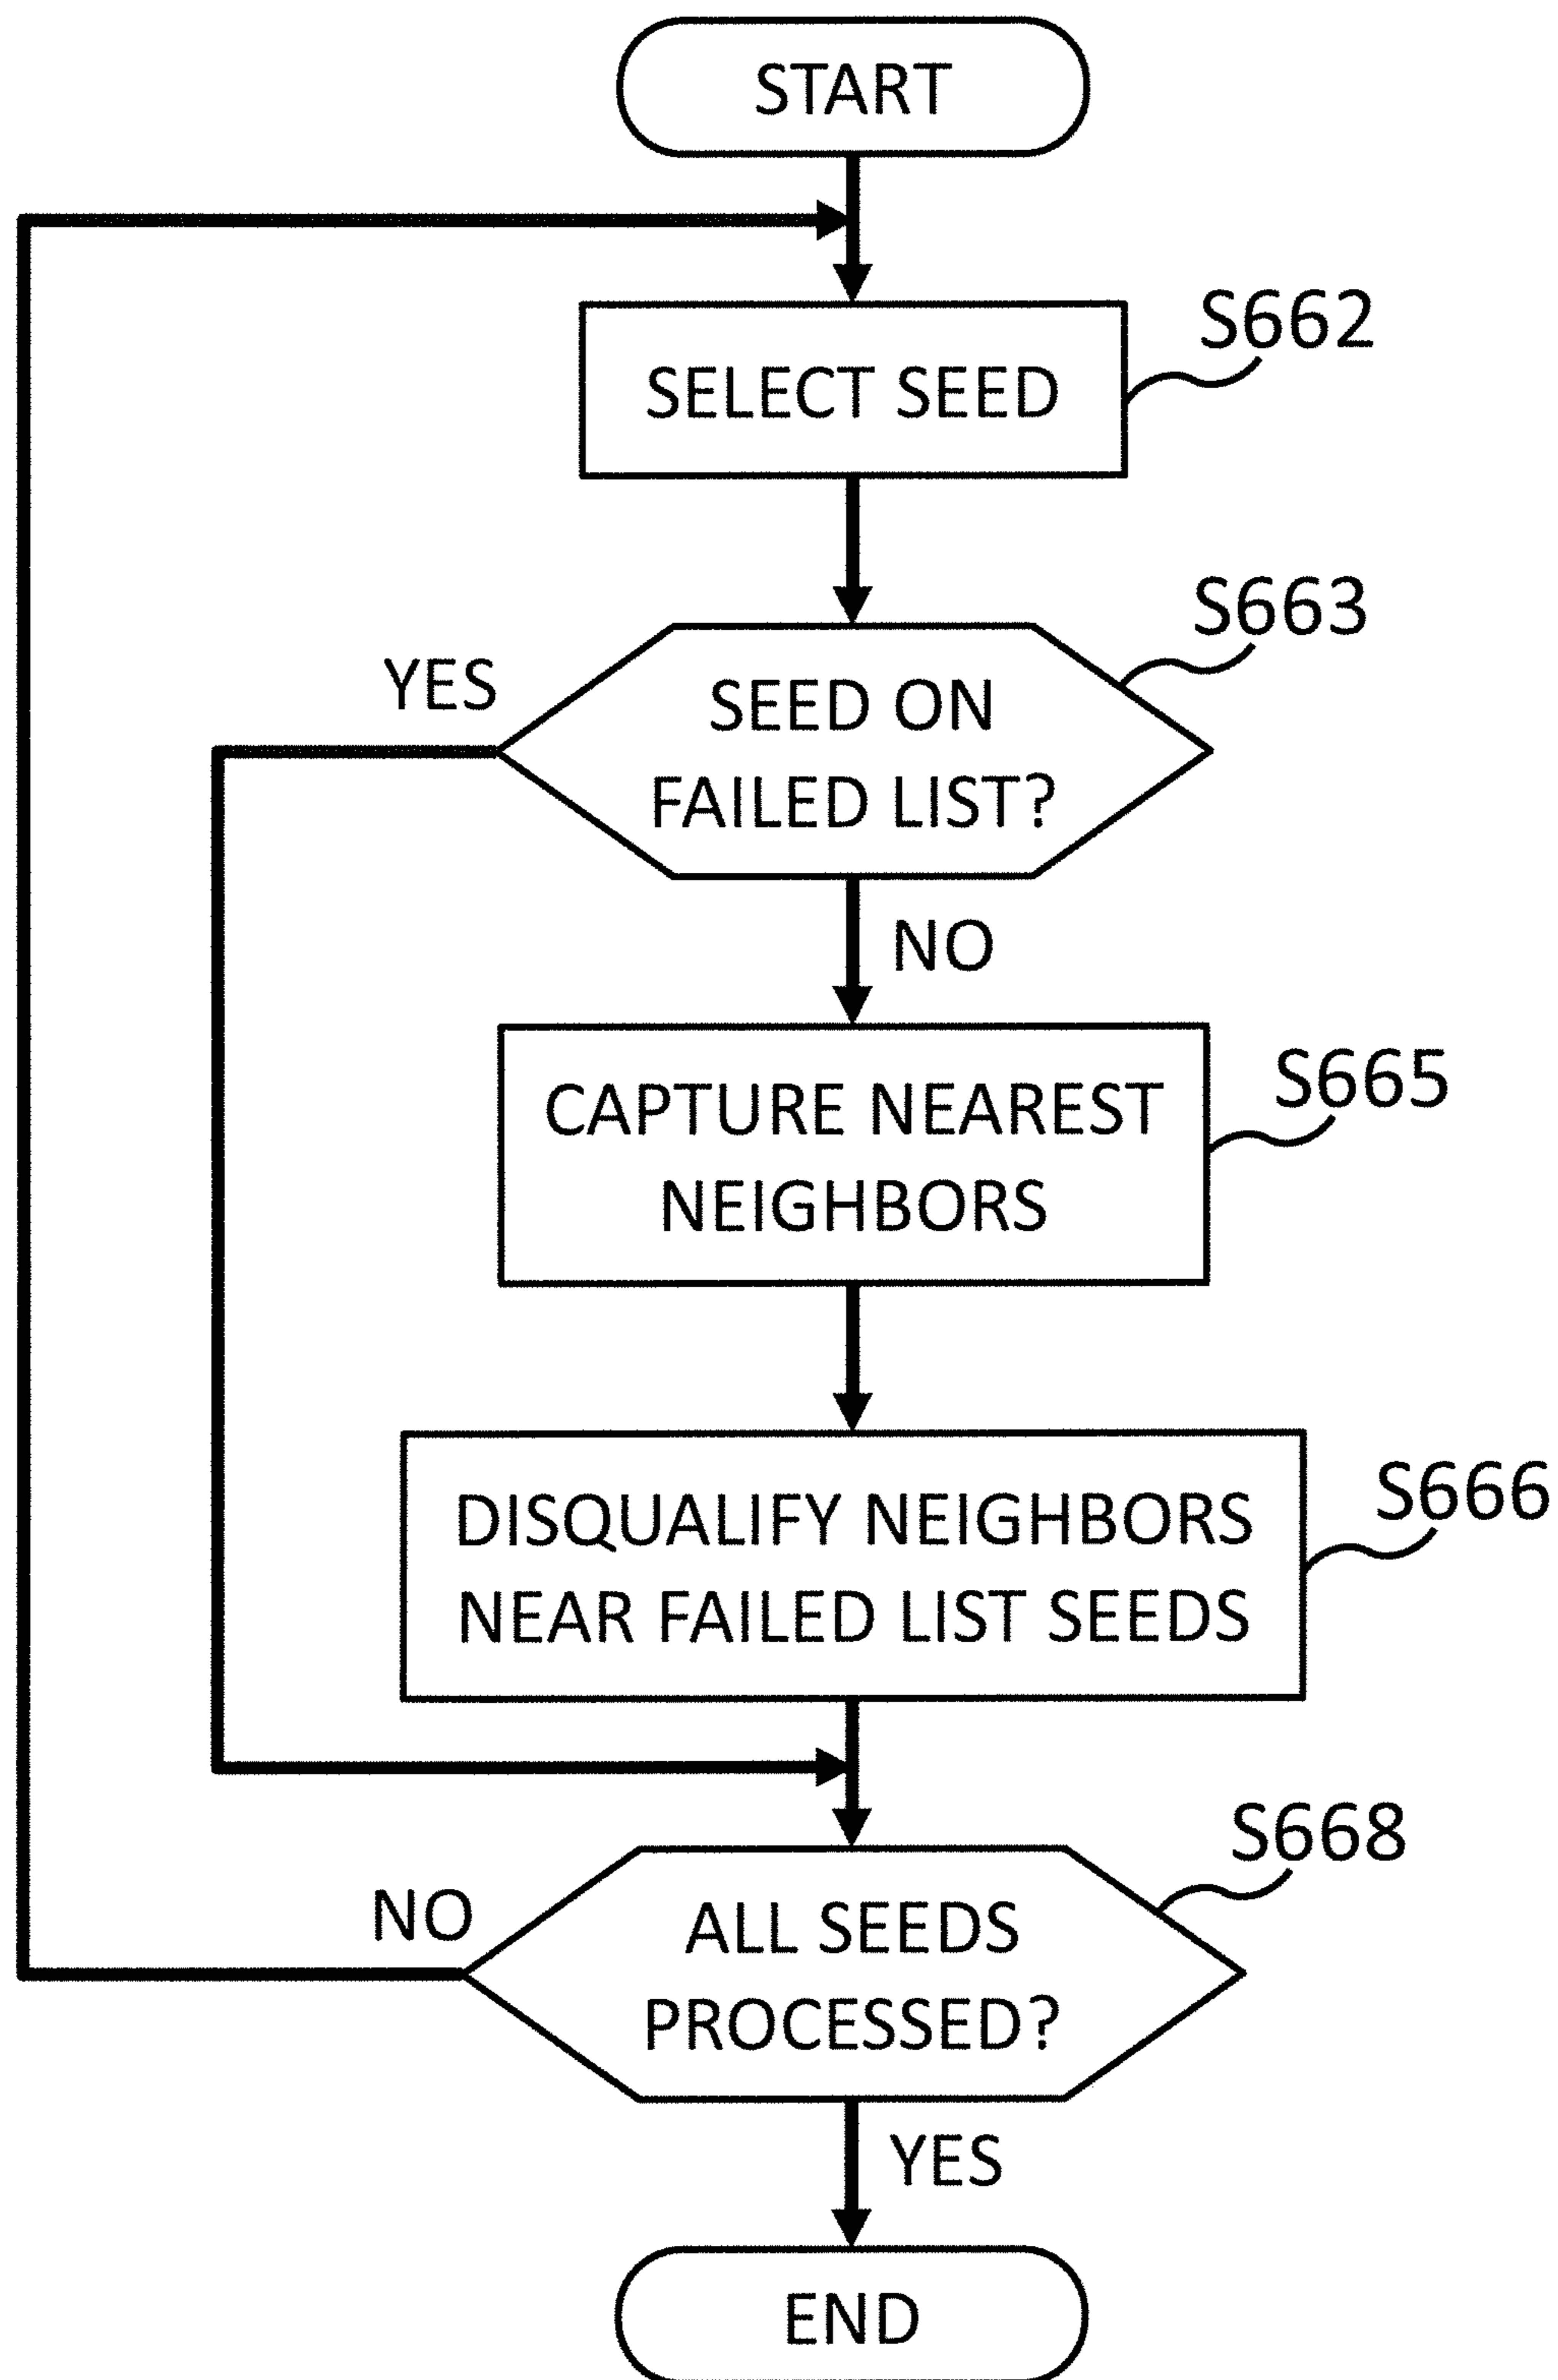 START
S662
SELECT SEED
S663
YES
SEED ON
FAILED LIST?
NO
S665
CAPTURE NEAREST
NEIGHBORS
S666
DISQUALIFY NEIGHBORS
NEAR FAILED LIST SEEDS
S668
NO
ALL SEEDS
PROCESSED?
YES
END